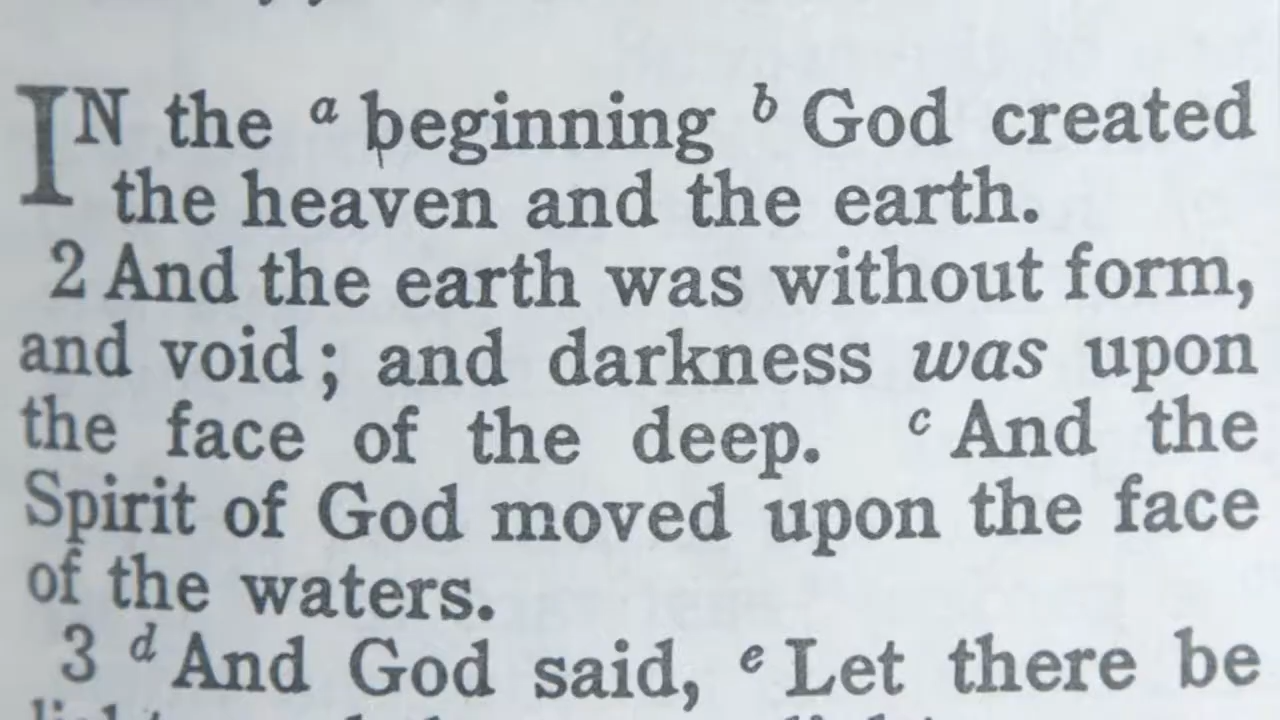 IN the a beginning b God created
the heaven and the earth.
2 And the earth was without form,
and void; and darkness was upon
the face of the deep. c And the
Spirit of God moved upon the face
of the waters.
3 d And God said, e Let there be